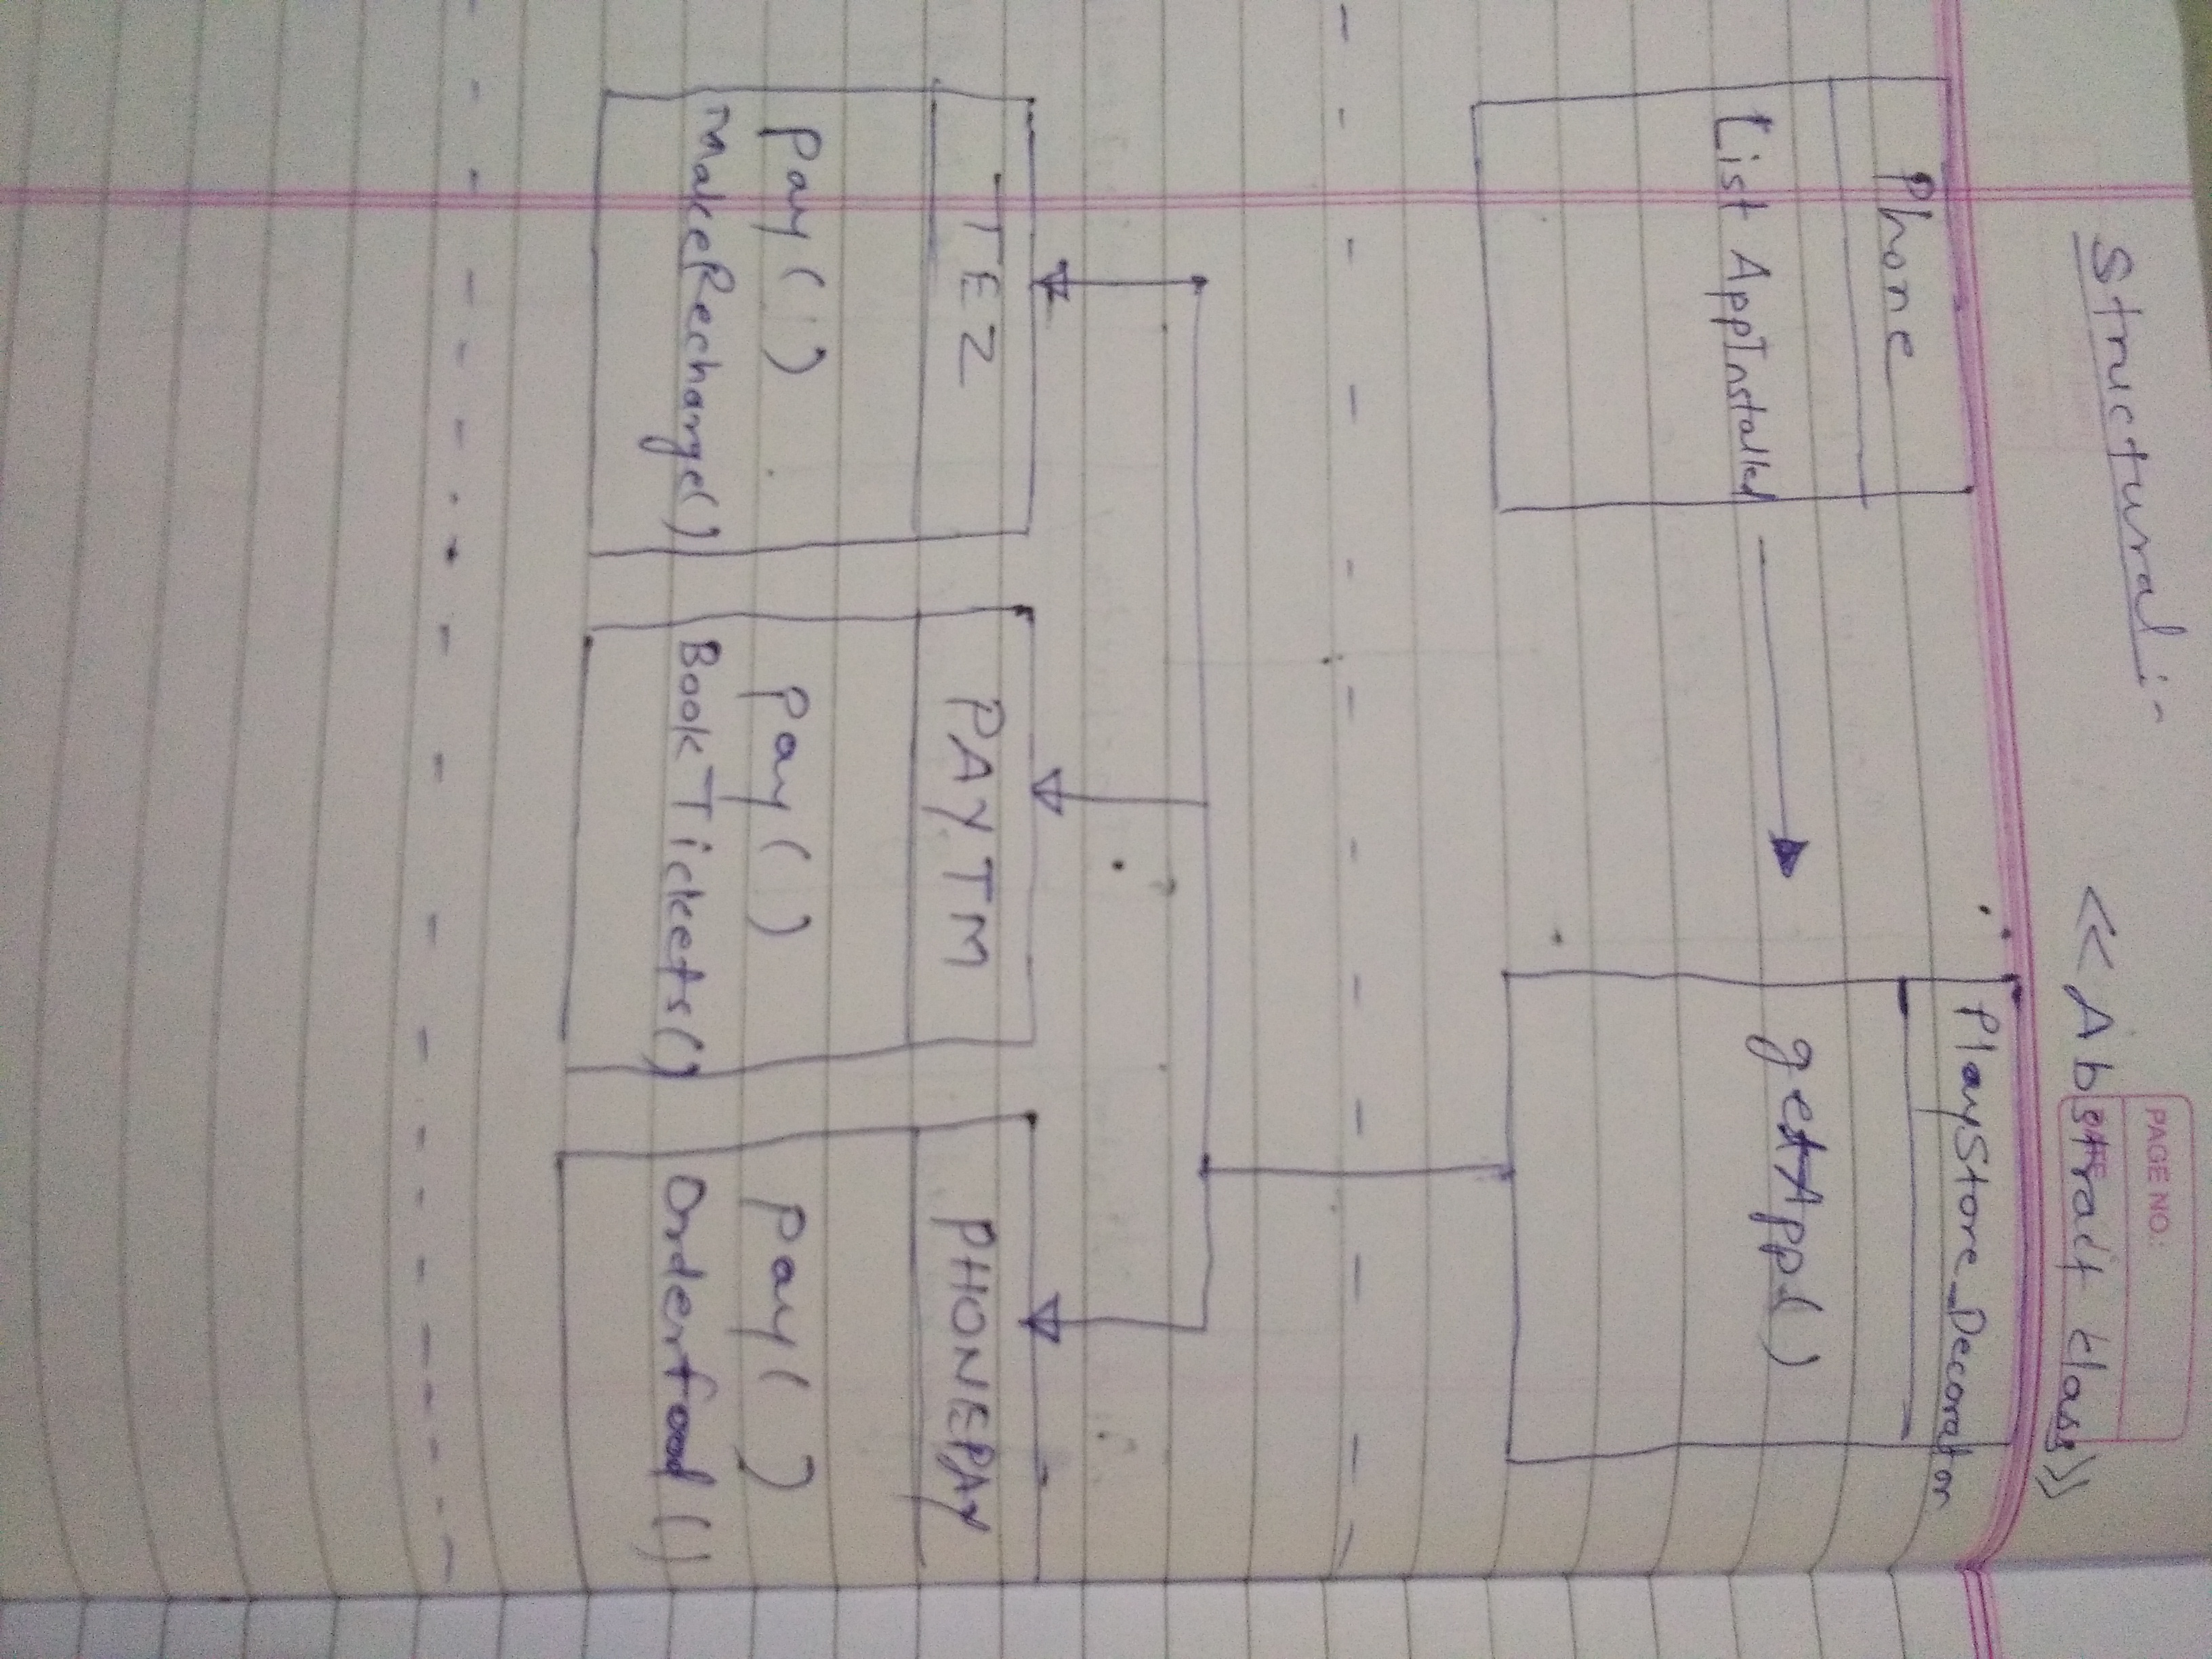 PAGE NO:
DATE
Structural :-
<<Abstract Class>>
Phone
List AppInstalled
PlayStore_Decorator
getApp()
TEZ
Pay()
MakeRecharge()
PAYTM
Pay()
BookTickets()
PHONEPAY
Pay()
Orderfood()